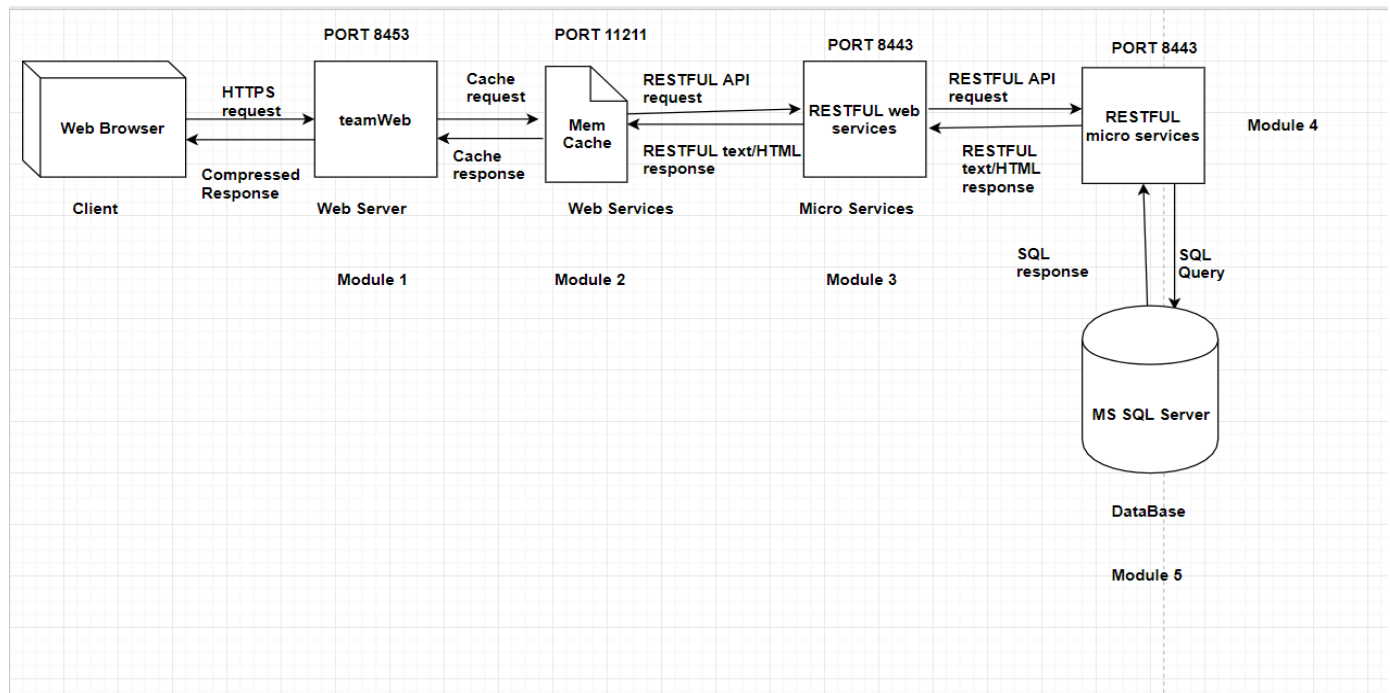 PORT 8453
PORT 11211
PORT 8443
PORT 8443
Web Browser
HTTPS
request
Compressed
Response
teamWeb
Cache
request
Cache
response
Mem
Cache
RESTFUL API
request
RESTFUL text/HTML
response
RESTFUL web
services
RESTFUL API
request
RESTFUL
text/HTML
response
RESTFUL
micro services
Module 4
Client
Web Server
Web Services
Micro Services
SQL
response
SQL
Query
Module 1
Module 2
Module 3
MS SQL Server
DataBase
Module 5